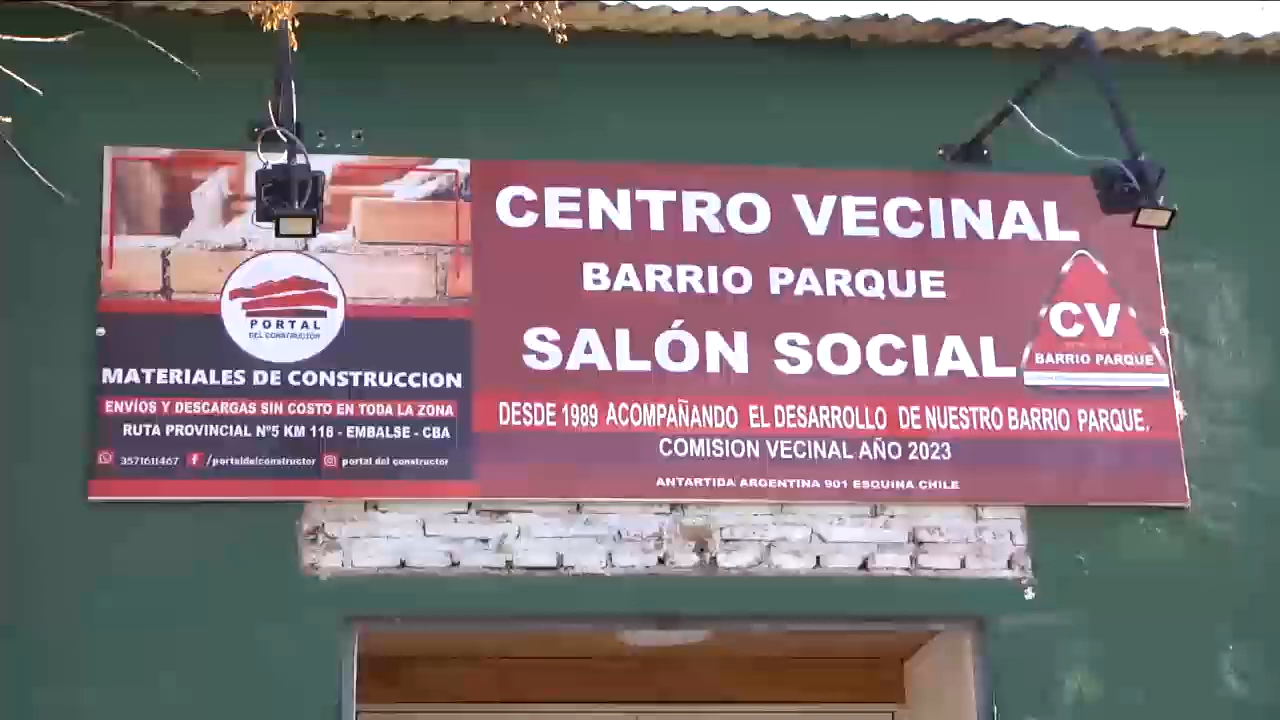 PORTAL
DEL CONSTRUCTOR
MATERIALES DE CONSTRUCCION
ENVÍOS Y DESCARGAS SIN COSTO EN TODA LA ZONA
RUTA PROVINCIAL Nº5 KM 116 - EMBALSE - CBA
3571611467 /portaldelconstructor portal del constructor
CENTRO VECINAL
BARRIO PARQUE
SALÓN SOCIAL
CV
BARRIO PARQUE
DESDE 1989 ACOMPAÑANDO EL DESARROLLO DE NUESTRO BARRIO PARQUE.
COMISION VECINAL AÑO 2023
ANTARTIDA ARGENTINA 901 ESQUINA CHILE